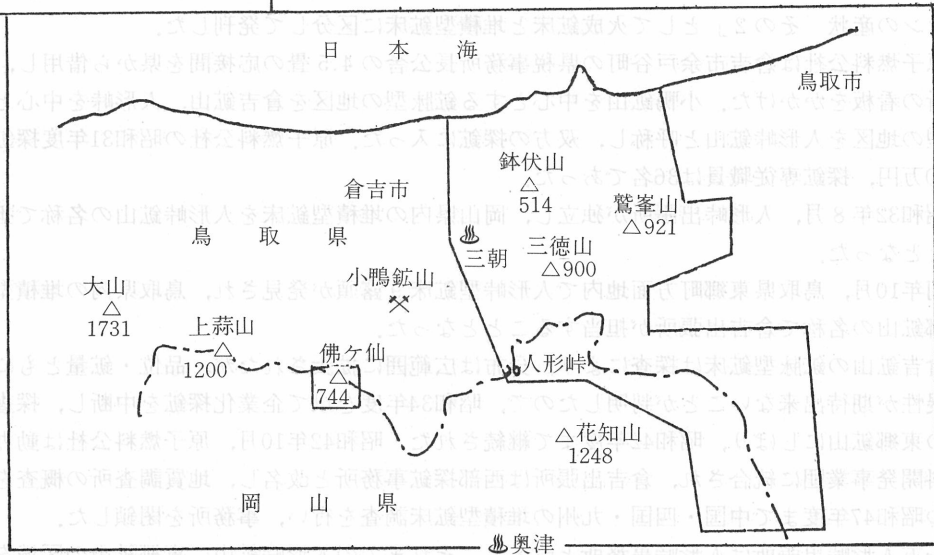 日本海
鳥取市
鉢伏山
514
倉吉市
鷲峯山
921
鳥取県
三朝
三徳山
900
大山
1731
小鴨鉱山
上蒜山
1200
佛ヶ仙
744
人形峠
花知山
1248
岡山県
奥津